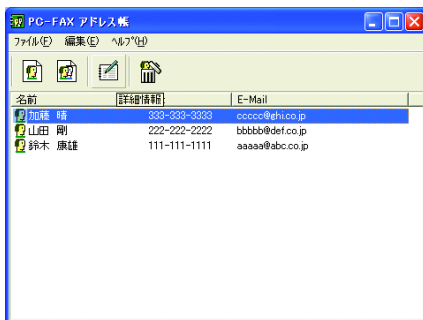 PC-FAX アドレス帳
ファイル(F) 編集(E) ヘルプ(H)
名前 詳細情報 E-Mail
加藤 晴 333-333-3333 ccccc@ghi.co.jp
山田 剛 222-222-2222 bbbbb@def.co.jp
鈴木 康雄 111-111-1111 aaaaa@abc.co.jp